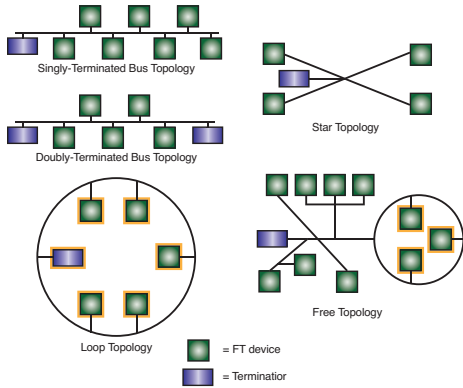 Singly-Terminated Bus Topology
Star Topology
Doubly-Terminated Bus Topology
Free Topology
Loop Topology
= FT device
= Terminatior